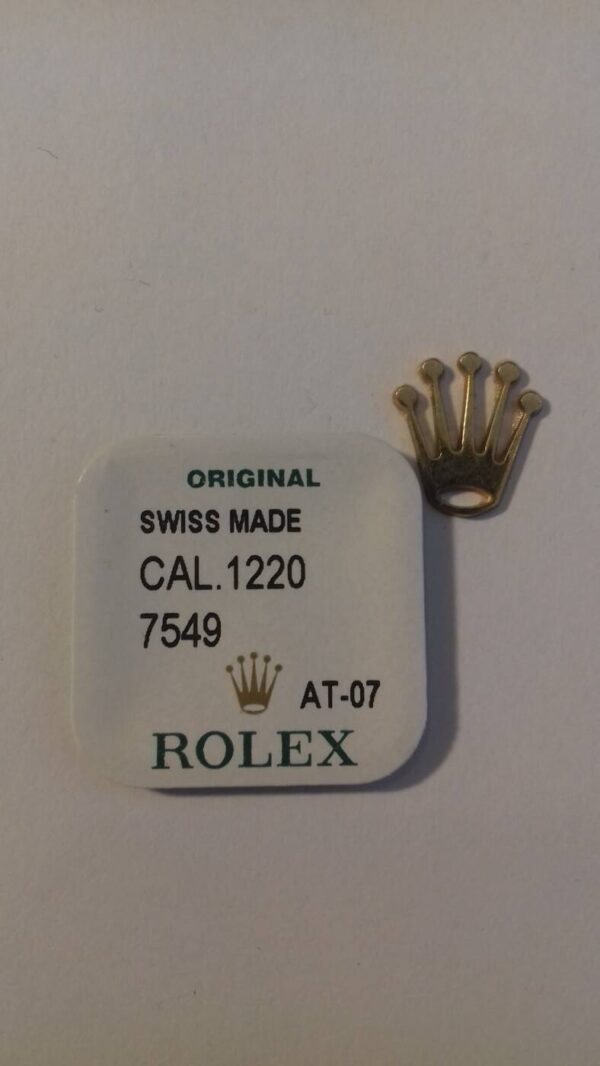 ORIGINAL
SWISS MADE
CAL.1220
7549
AT-07
ROLEX